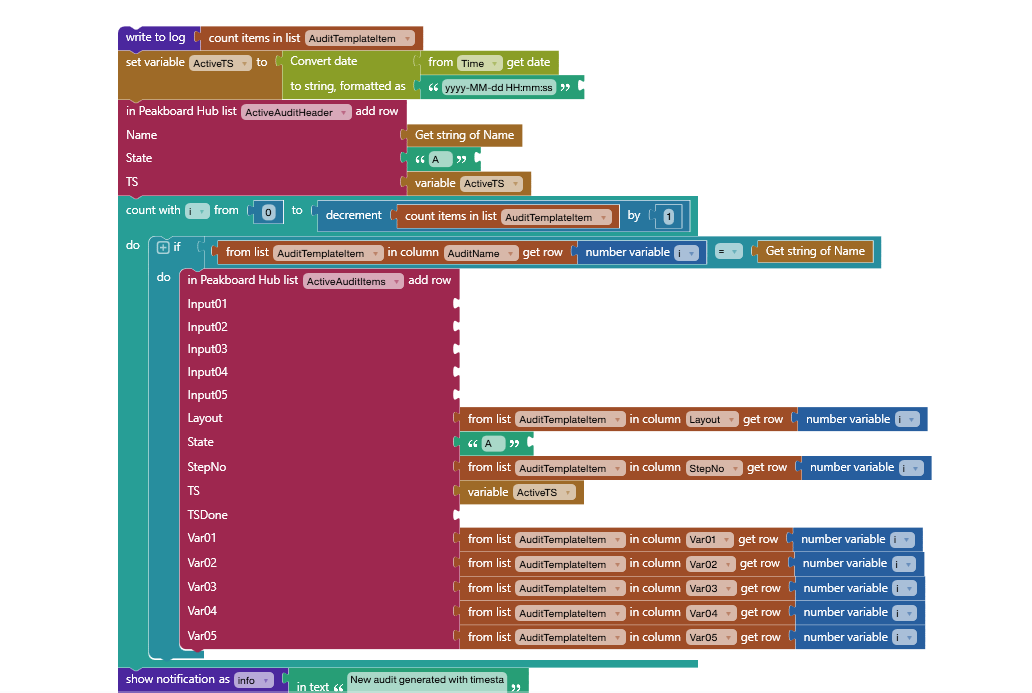 write to log count items in list AuditTemplateItem
set variable ActiveTS to Convert date from Time get date
to string, formatted as “ yyyy-MM-dd HH:mm:ss ”
in Peakboard Hub list ActiveAuditHeader add row
Name Get string of Name
State “ A ”
TS variable ActiveTS
count with i from 0 to decrement count items in list AuditTemplateItem by 1
do if from list AuditTemplateItem in column AuditName get row number variable i = Get string of Name
do in Peakboard Hub list ActiveAuditItems add row
Input01
Input02
Input03
Input04
Input05
Layout from list AuditTemplateItem in column Layout get row number variable i
State “ A ”
StepNo from list AuditTemplateItem in column StepNo get row number variable i
TS variable ActiveTS
TSDone
Var01 from list AuditTemplateItem in column Var01 get row number variable i
Var02 from list AuditTemplateItem in column Var02 get row number variable i
Var03 from list AuditTemplateItem in column Var03 get row number variable i
Var04 from list AuditTemplateItem in column Var04 get row number variable i
Var05 from list AuditTemplateItem in column Var05 get row number variable i
show notification as info in text “ New audit generated with timesta ”